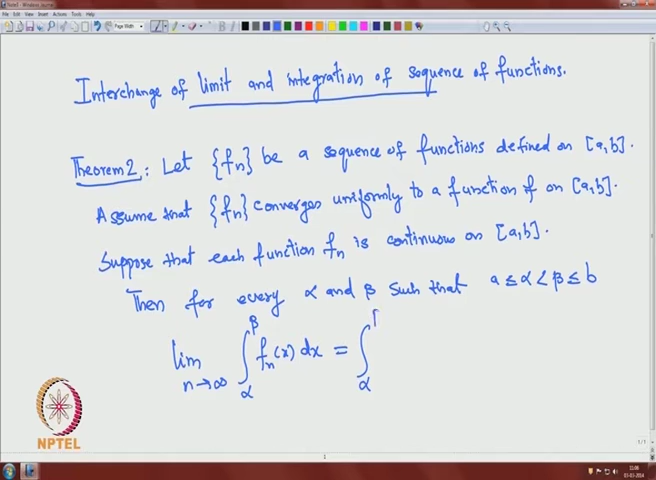 Interchange of limit and integration of sequence of functions.
Theorem 2: Let {fn} be a sequence of functions defined on [a,b].
Assume that {fn} converges uniformly to a function f on [a,b].
Suppose that each function fn is continuous on [a,b].
Then for every α and β such that a ≤ α < β ≤ b
lim n→∞ ∫_α^β fn(x) dx = ∫_α
NPTEL